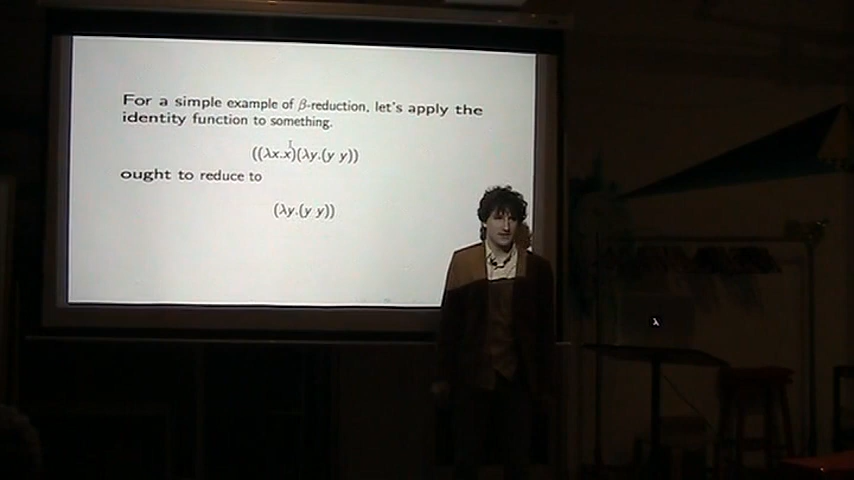 For a simple example of β-reduction, let's apply the
identity function to something.
((λx.x)(λy.(y y))
ought to reduce to
(λy.(y y))
λ